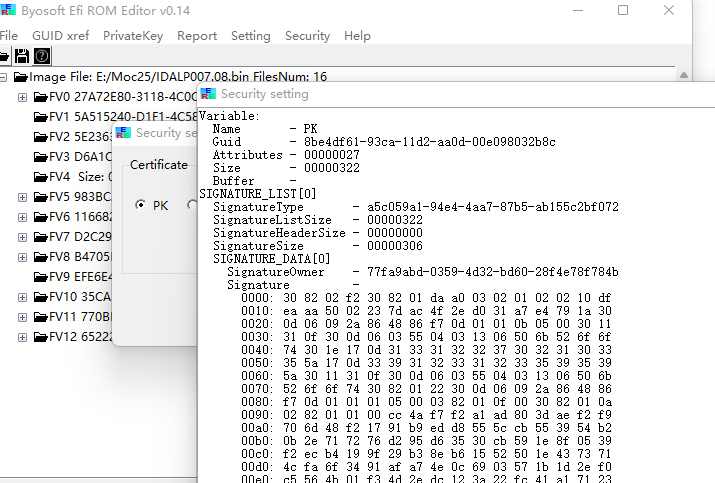 Byosoft Efi ROM Editor v0.14
File GUID xref PrivateKey Report Setting Security Help
Image File: E:/Moc25/IDALP007.08.bin FilesNum: 16
FV0 27A72E80-3118-4C0C
FV1 5A515240-D1F1-4C58
FV2 5E2363
FV3 D6A1C
FV4 Size: 0
FV5 983BC
FV6 116682
FV7 D2C29
FV8 B4705
FV9 EFE6E4
FV10 35CA
FV11 770B
FV12 65222
Security se
Certificate
PK
Security setting
Variable:
Name - PK
Guid - 8be4df61-93ca-11d2-aa0d-00e098032b8c
Attributes - 00000027
Size - 00000322
Buffer -
SIGNATURE_LIST[0]
SignatureType - a5c059a1-94e4-4aa7-87b5-ab155c2bf072
SignatureListSize - 00000322
SignatureHeaderSize - 00000000
SignatureSize - 00000306
SIGNATURE_DATA[0]
SignatureOwner - 77fa9abd-0359-4d32-bd60-28f4e78f784b
Signature -
0000: 30 82 02 f2 30 82 01 da a0 03 02 01 02 02 10 df
0010: ea aa 50 02 23 7d ac 4f 2e d0 31 a7 e4 79 1a 30
0020: 0d 06 09 2a 86 48 86 f7 0d 01 01 0b 05 00 30 11
0030: 31 0f 30 0d 06 03 55 04 03 13 06 50 6b 52 6f 6f
0040: 74 30 1e 17 0d 31 33 31 32 32 37 30 32 31 30 33
0050: 35 5a 17 0d 33 39 31 32 33 31 32 33 35 39 35 39
0060: 5a 30 11 31 0f 30 0d 06 03 55 04 03 13 06 50 6b
0070: 52 6f 6f 74 30 82 01 22 30 0d 06 09 2a 86 48 86
0080: f7 0d 01 01 01 05 00 03 82 01 0f 00 30 82 01 0a
0090: 02 82 01 01 00 cc 4a f7 f2 a1 ad 80 3d ae f2 f9
00a0: 70 6d 48 f2 17 91 b9 ed d8 55 5c cb 55 39 54 b2
00b0: 0b 2e 71 72 76 d2 95 d6 35 30 cb 59 1e 8f 05 39
00c0: f2 ec b4 19 9f 29 b3 8e b6 15 52 50 1e 43 73 71
00d0: 4c fa 6f 34 91 af a7 4e 0c 69 03 57 1b 1d 2e f0
00e0: c5 56 4b 01 f3 4d 2e dc 12 3a 22 fc 41 a1 71 23